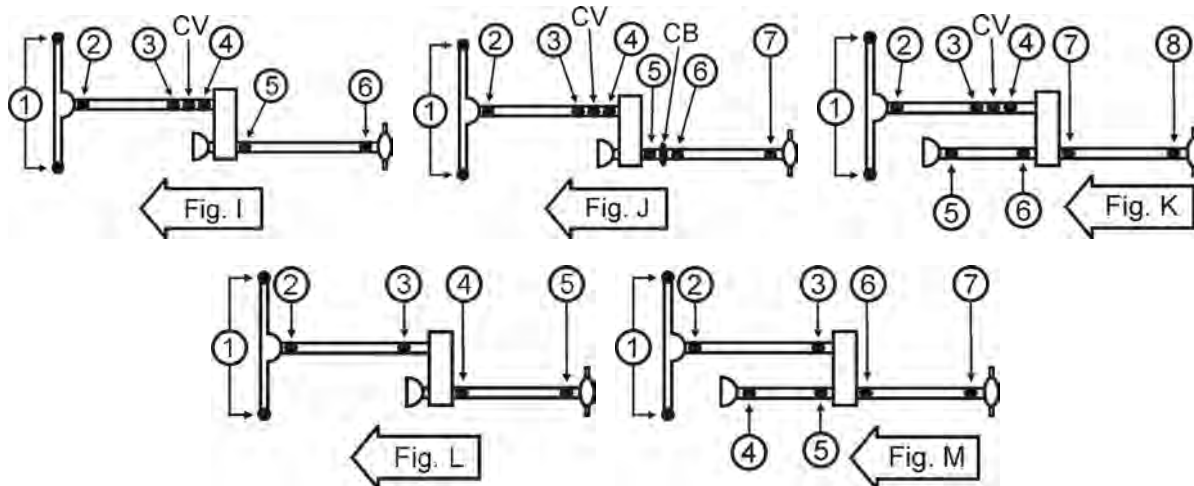 CV
2 3 4
1
5 6
Fig. I
CV CB
2 3 4 7
5 6
1
Fig. J
CV
2 3 4 7 8
1
5 6
Fig. K
2 3 4 5
1
Fig. L
2 3 6 7
1
4 5
Fig. M